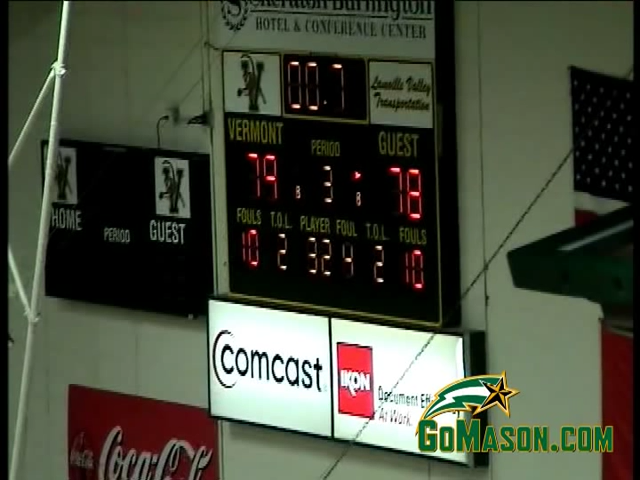 Sheraton Burlington
HOTEL & CONFERENCE CENTER
V
00.7
Lamoille Valley
Transportation
VERMONT
PERIOD
GUEST
79
B
3
B
78
FOULS
T.O.L.
PLAYER
FOUL
T.O.L.
FOULS
10
2
32
4
2
10
HOME
PERIOD
GUEST
comcast
IKON
Document Eff
At Work.
Coca-Co
GOMASON.COM